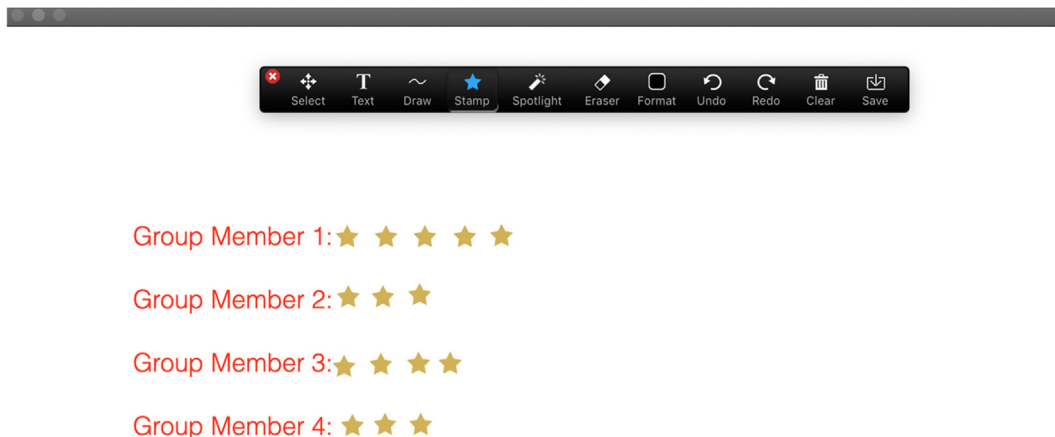 Select Text Draw Stamp Spotlight Eraser Format Undo Redo Clear Save
Group Member 1:
Group Member 2:
Group Member 3:
Group Member 4: